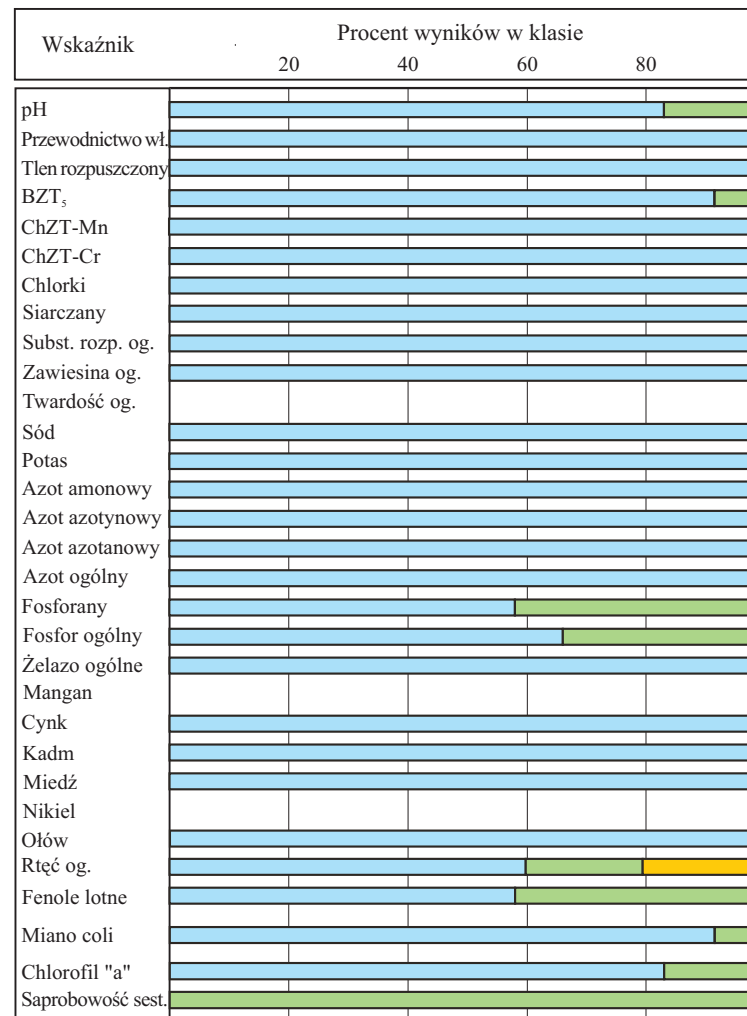 Wskaźnik
Procent wyników w klasie
20 40 60 80
pH
Przewodnictwo wł.
Tlen rozpuszczony
BZT₅
ChZT-Mn
ChZT-Cr
Chlorki
Siarczany
Subst. rozp. og.
Zawiesina og.
Twardość og.
Sód
Potas
Azot amonowy
Azot azotynowy
Azot azotanowy
Azot ogólny
Fosforany
Fosfor ogólny
Żelazo ogólne
Mangan
Cynk
Kadm
Miedź
Nikiel
Ołów
Rtęć og.
Fenole lotne
Miano coli
Chlorofil "a"
Saprobowość sest.